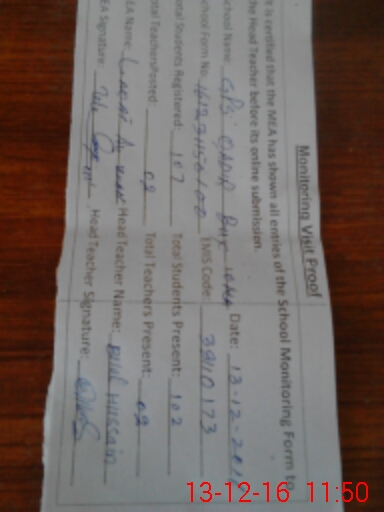 Monitoring Visit Proof
It is certified that the MEA has shown all entries of the School Monitoring Form to
the Head Teacher before its online submission.
School Name: GPS QADIR Bux Date: 13-12-2016
School Form No: EMIS Code: 39110173
Total Students Registered: 137 Total Students Present: 102
Total Teachers Posted: 02 Total Teachers Present: 02
MEA Name: Head Teacher Name: Bilal Hussain
MEA Signature: Head Teacher Signature:
13-12-16 11:50